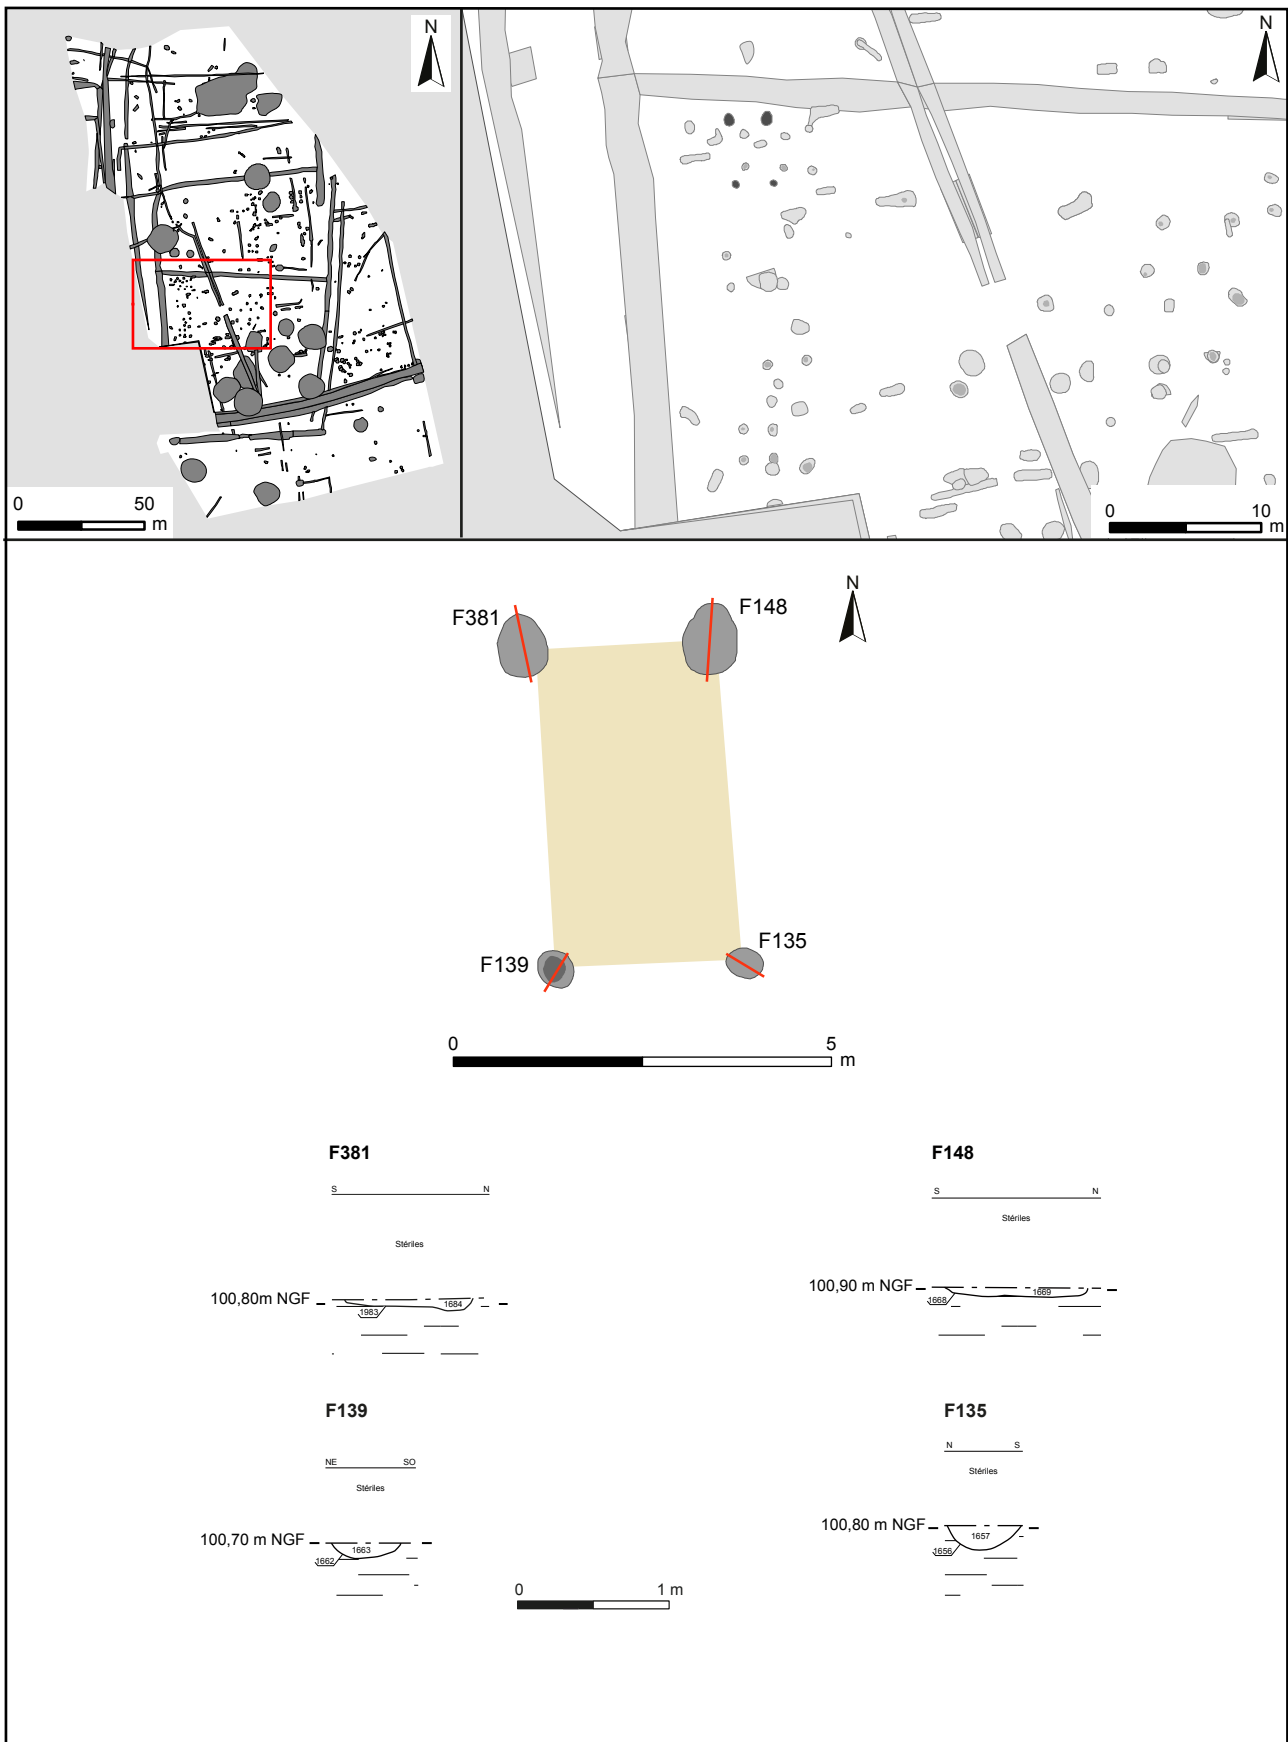 N
0 50
m
N
0 10
m
N
F381
F148
F139
F135
0 5
m
F381
S N
Stériles
100,80m NGF
1983
1684
F148
S N
Stériles
100,90 m NGF
1668
1669
F139
NE SO
Stériles
100,70 m NGF
1662
1663
F135
N S
Stériles
100,80 m NGF
1656
1657
0 1 m